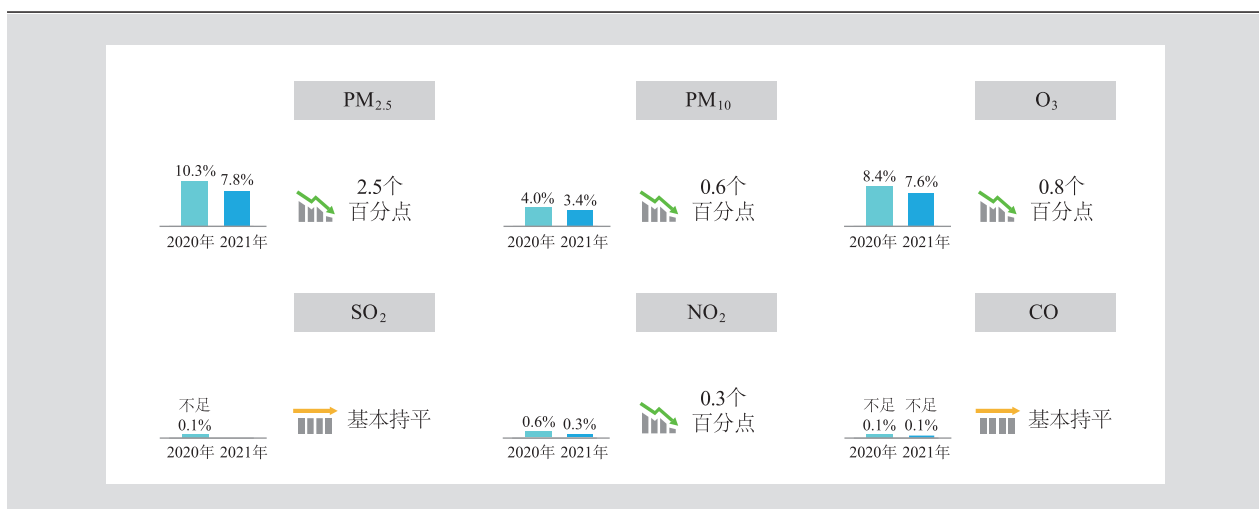 PM2.5
10.3% 7.8%
2.5个
百分点
2020年 2021年
PM10
4.0% 3.4%
0.6个
百分点
2020年 2021年
O3
8.4% 7.6%
0.8个
百分点
2020年 2021年
SO2
不足
0.1%
基本持平
2020年 2021年
NO2
0.6% 0.3%
0.3个
百分点
2020年 2021年
CO
不足 不足
0.1% 0.1%
基本持平
2020年 2021年